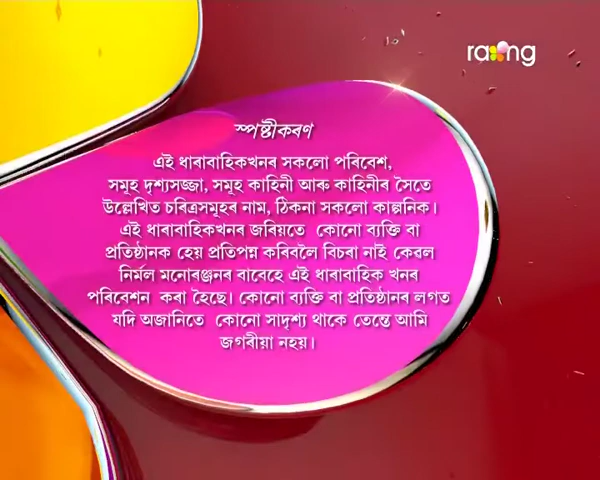 rang
স্পষ্টীকৰণ
এই ধাৰাবাহিকখনৰ সকলো পৰিবেশ,
সমূহ দৃশ্যসজ্জা, সমূহ কাহিনী আৰু কাহিনীৰ সৈতে
উল্লেখিত চৰিত্ৰসমূহৰ নাম, ঠিকনা সকলো কাল্পনিক।
এই ধাৰাবাহিকখনৰ জৰিয়তে কোনো ব্যক্তি বা
প্ৰতিষ্ঠানক হেয় প্ৰতিপন্ন কৰিবলৈ বিচৰা নাই কেৱল
নিৰ্মল মনোৰঞ্জনৰ বাবেহে এই ধাৰাবাহিক খনৰ
পৰিবেশন কৰা হৈছে। কোনো ব্যক্তি বা প্ৰতিষ্ঠানৰ লগত
যদি অজানিতে কোনো সাদৃশ্য থাকে তেন্তে আমি
জগৰীয়া নহয়।